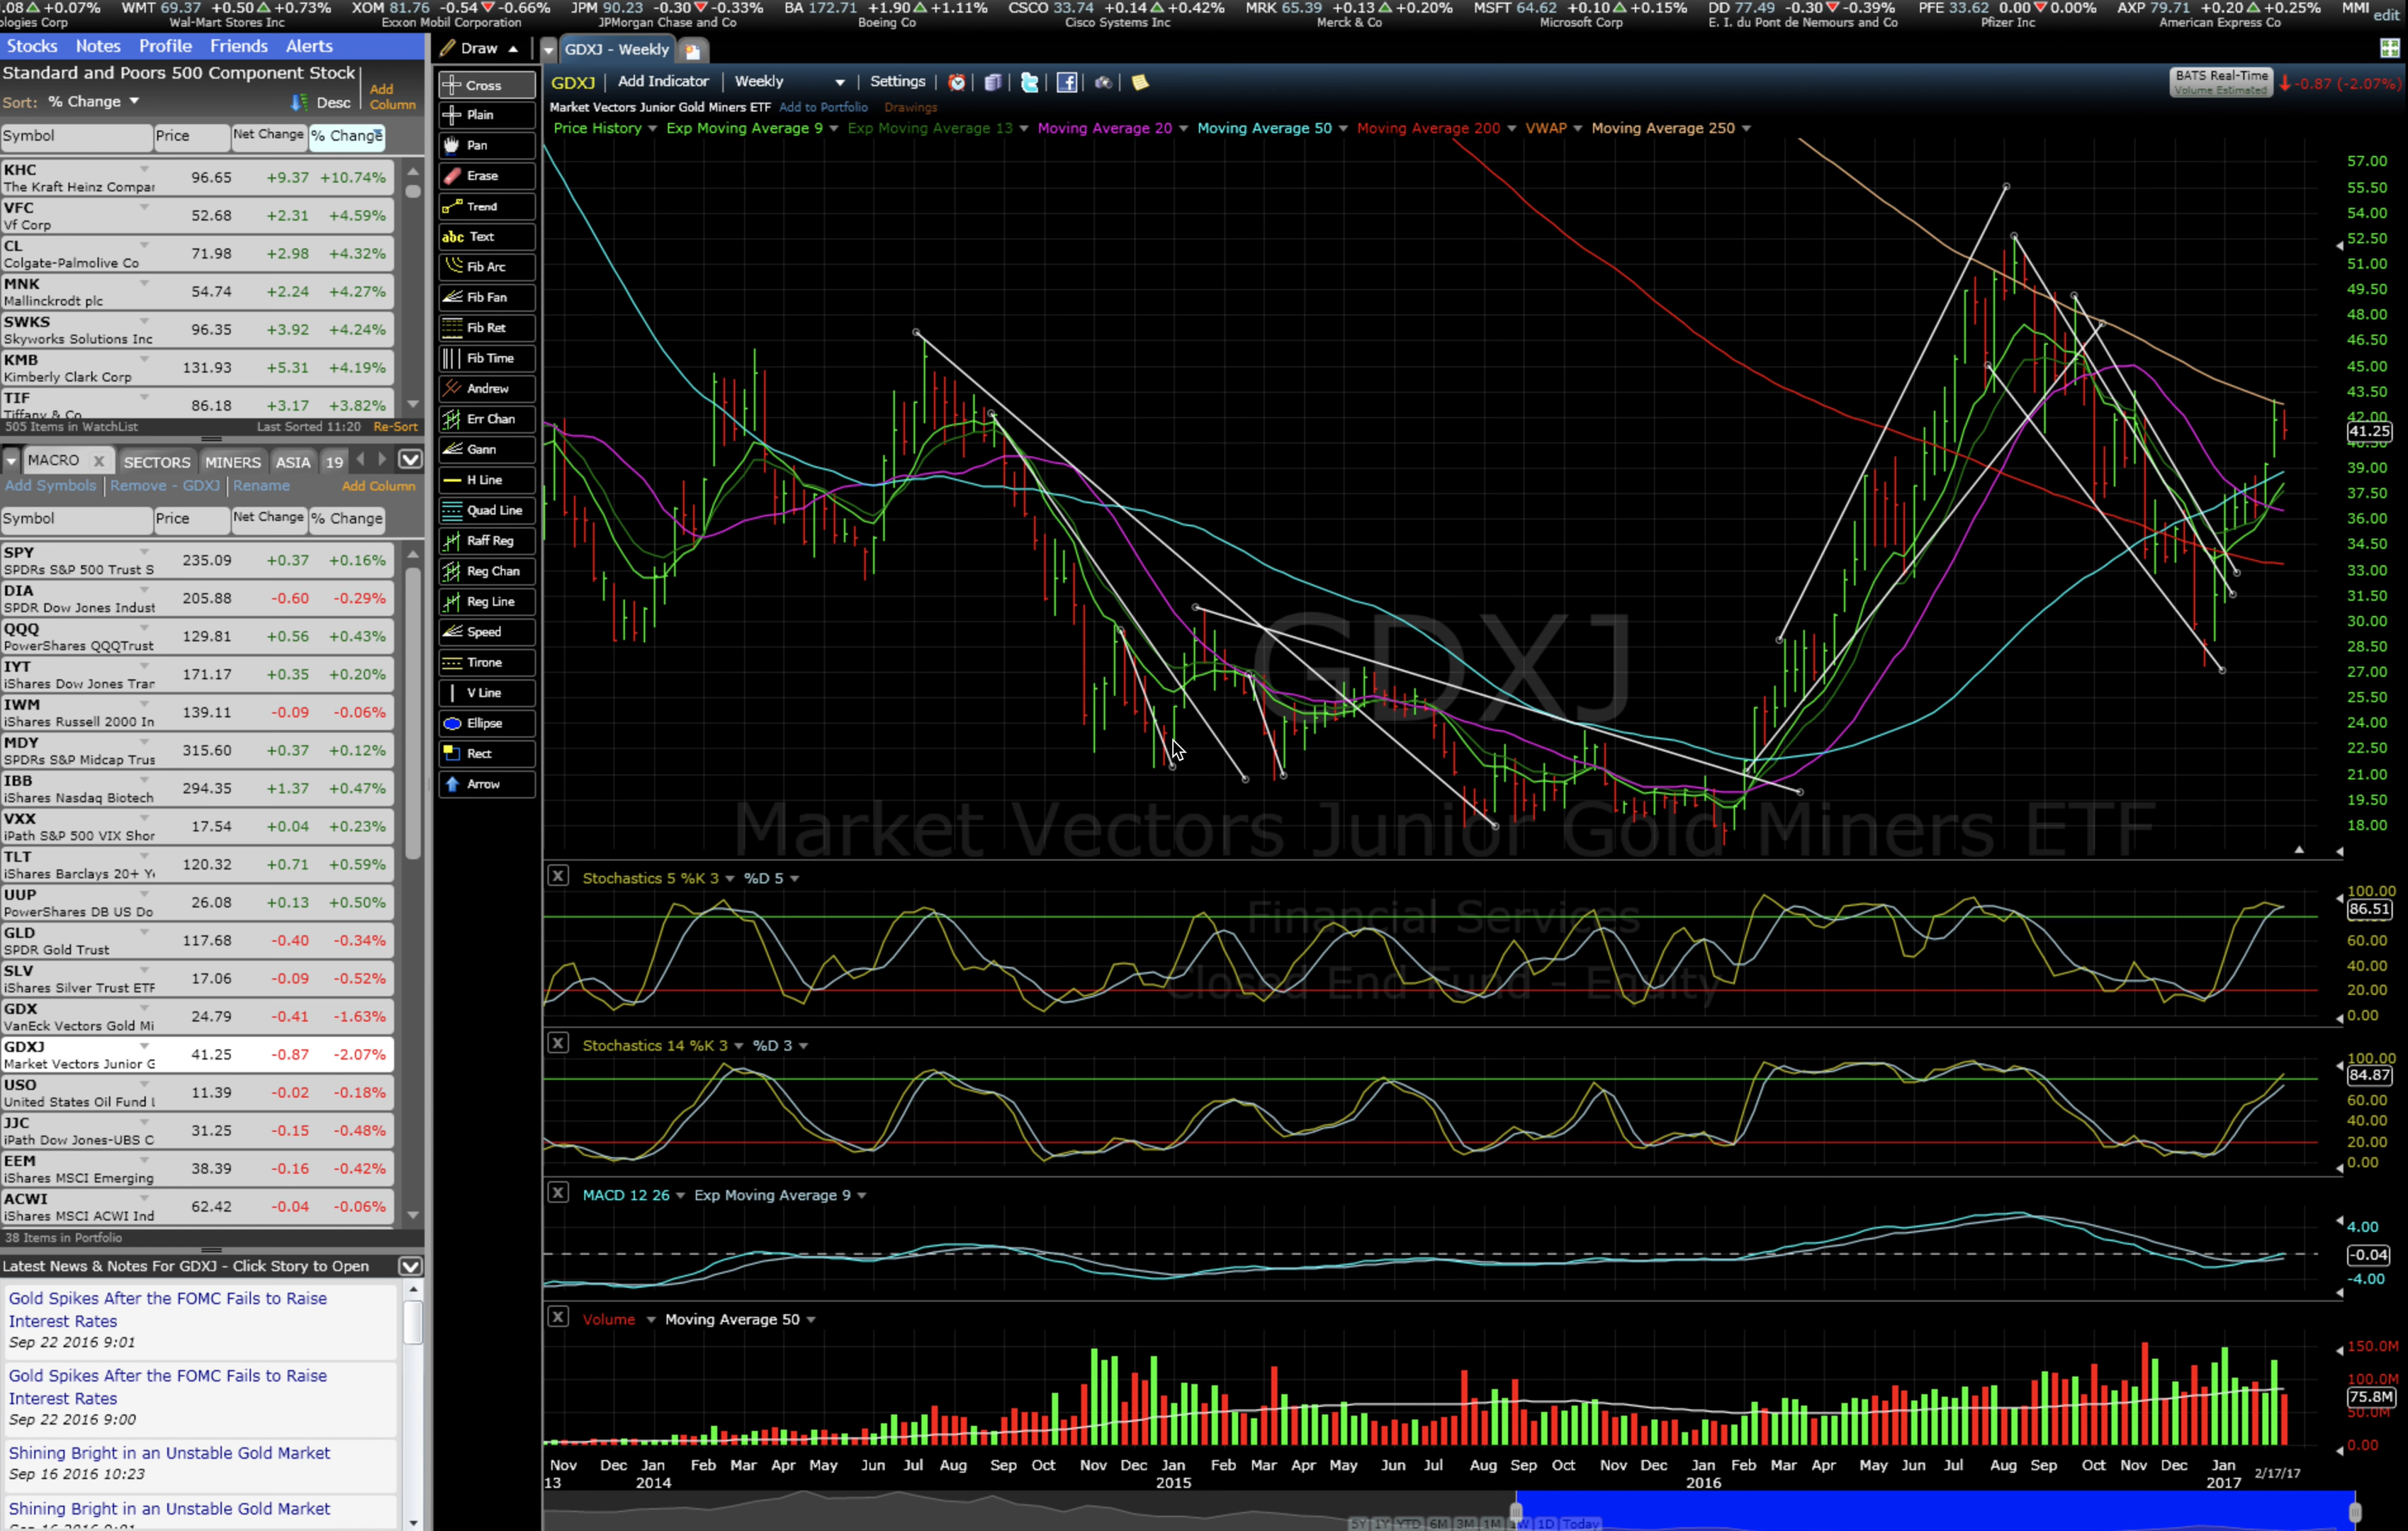 .08 +0.07% WMT 69.37 +0.50 +0.73% XOM 81.76 -0.54 -0.66% JPM 90.23 -0.30 -0.33% BA 172.71 +1.90 +1.11% CSCO 33.74 +0.14 +0.42% MRK 65.39 +0.13 +0.20% MSFT 64.62 +0.10 +0.15% DD 77.49 -0.30 -0.39% PFE 33.62 0.00 0.00% AXP 79.71 +0.20 +0.25% MMI edit
ologies Corp Wal-Mart Stores Inc Exxon Mobil Corporation JPMorgan Chase and Co Boeing Co Cisco Systems Inc Merck & Co Microsoft Corp E. I. du Pont de Nemours and Co Pfizer Inc American Express Co
Stocks Notes Profile Friends Alerts
Standard and Poors 500 Component Stock
Sort: % Change Desc Add Column
Symbol Price Net Change % Change
KHC 96.65 +9.37 +10.74%
The Kraft Heinz Compar
VFC 52.68 +2.31 +4.59%
Vf Corp
CL 71.98 +2.98 +4.32%
Colgate-Palmolive Co
MNK 54.74 +2.24 +4.27%
Mallinckrodt plc
SWKS 96.35 +3.92 +4.24%
Skyworks Solutions Inc
KMB 131.93 +5.31 +4.19%
Kimberly Clark Corp
TIF 86.18 +3.17 +3.82%
Tiffany & Co
505 Items in WatchList Last Sorted 11:20 Re-Sort
MACRO X SECTORS MINERS ASIA 19
Add Symbols Remove - GDXJ Rename Add Column
Symbol Price Net Change % Change
SPY 235.09 +0.37 +0.16%
SPDRs S&P 500 Trust S
DIA 205.88 -0.60 -0.29%
SPDR Dow Jones Indust
QQQ 129.81 +0.56 +0.43%
PowerShares QQQTrust
IYT 171.17 +0.35 +0.20%
iShares Dow Jones Trar
IWM 139.11 -0.09 -0.06%
iShares Russell 2000 In
MDY 315.60 +0.37 +0.12%
SPDRs S&P Midcap Trus
IBB 294.35 +1.37 +0.47%
iShares Nasdaq Biotech
VXX 17.54 +0.04 +0.23%
iPath S&P 500 VIX Shor
TLT 120.32 +0.71 +0.59%
iShares Barclays 20+ Y
UUP 26.08 +0.13 +0.50%
PowerShares DB US Do
GLD 117.68 -0.40 -0.34%
SPDR Gold Trust
SLV 17.06 -0.09 -0.52%
iShares Silver Trust ETF
GDX 24.79 -0.41 -1.63%
VanEck Vectors Gold Mi
GDXJ 41.25 -0.87 -2.07%
Market Vectors Junior G
USO 11.39 -0.02 -0.18%
United States Oil Fund L
JJC 31.25 -0.15 -0.48%
iPath Dow Jones-UBS C
EEM 38.39 -0.16 -0.42%
iShares MSCI Emerging
ACWI 62.42 -0.04 -0.06%
iShares MSCI ACWI Ind
38 Items in Portfolio
Latest News & Notes For GDXJ - Click Story to Open
Gold Spikes After the FOMC Fails to Raise
Interest Rates
Sep 22 2016 9:01
Gold Spikes After the FOMC Fails to Raise
Interest Rates
Sep 22 2016 9:00
Shining Bright in an Unstable Gold Market
Sep 16 2016 10:23
Shining Bright in an Unstable Gold Market
Draw
Cross
Plain
Pan
Erase
Trend
abc Text
Fib Arc
Fib Fan
Fib Ret
Fib Time
Andrew
Err Chan
Gann
H Line
Quad Line
Raff Reg
Reg Chan
Reg Line
Speed
Tirone
V Line
Ellipse
Rect
Arrow
GDXJ - Weekly
GDXJ Add Indicator Weekly Settings BATS Real-Time -0.87 (-2.07%)
Volume Estimated
Market Vectors Junior Gold Miners ETF Add to Portfolio Drawings
Price History Exp Moving Average 9 Exp Moving Average 13 Moving Average 20 Moving Average 50 Moving Average 200 VWAP Moving Average 250
57.00
55.50
54.00
52.50
51.00
49.50
48.00
46.50
45.00
43.50
42.00
41.25
39.00
37.50
36.00
34.50
33.00
31.50
30.00
28.50
27.00
25.50
24.00
22.50
21.00
19.50
18.00
GDXJ
Market Vectors Junior Gold Miners ETF
X Stochastics 5 %K 3 %D 5
Financial Services
Closed End Fund - Equity
100.00
86.51
60.00
40.00
20.00
0.00
X Stochastics 14 %K 3 %D 3
100.00
84.87
60.00
40.00
20.00
0.00
X MACD 12 26 Exp Moving Average 9
4.00
-0.04
-4.00
X Volume Moving Average 50
150.0M
100.0M
75.8M
50.0M
0.00
Nov Dec Jan Feb Mar Apr May Jun Jul Aug Sep Oct Nov Dec Jan Feb Mar Apr May Jun Jul Aug Sep Oct Nov Dec Jan Feb Mar Apr May Jun Jul Aug Sep Oct Nov Dec Jan 2/17/17
13 2014 2015 2016 2017
5Y 1Y YTD 6M 3M 1M 1W 1D Today